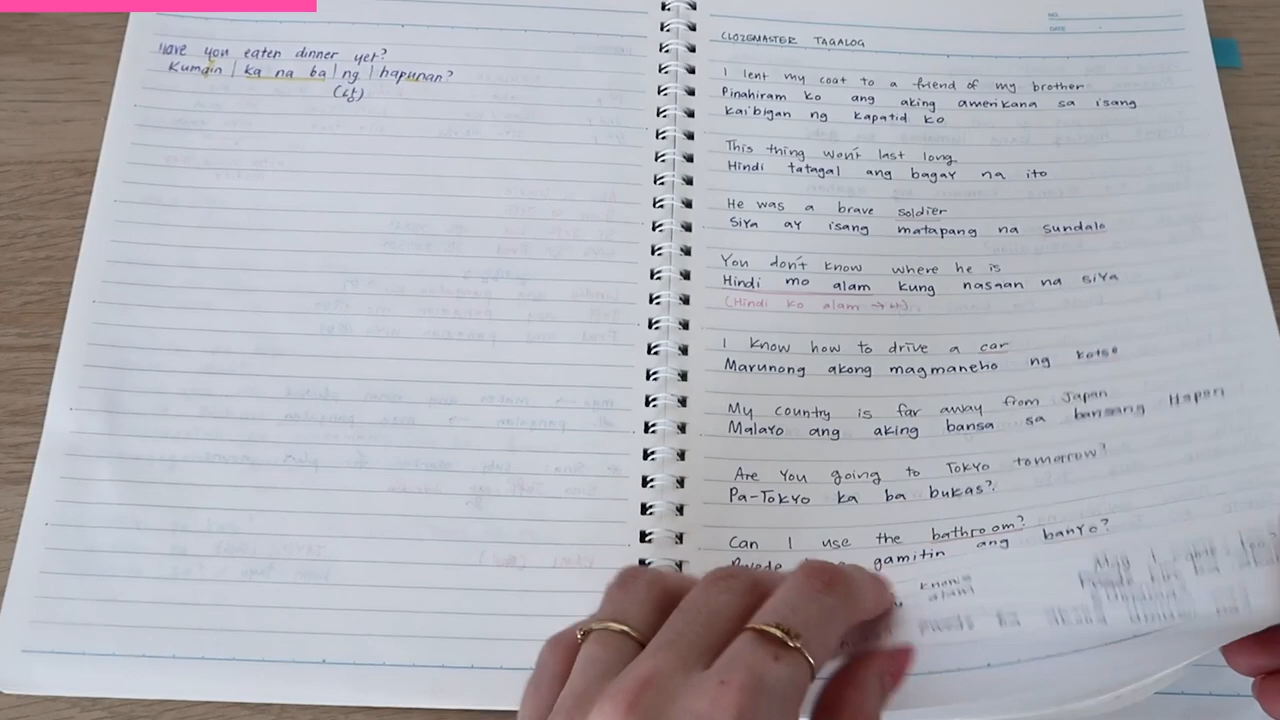 Have you eaten dinner yet?
Kumain | ka na ba | ng | hapunan?
(낭)
NO.
DATE
CLOZEMASTER TAGALOG
I lent my coat to a friend of my brother
Pinahiram ko ang aking amerikana sa isang
kaibigan ng kapatid ko
This thing won't last long
Hindi tatagal ang bagay na ito
He was a brave soldier
Siya ay isang matapang na sundalo
You don't know where he is
Hindi mo alam kung nasaan na siya
(Hindi ko alam →
I know how to drive a car
Marunong akong magmaneho ng kotse
My country is far away from Japan
Malayo ang aking bansa sa bansang Hapon
Are you going to Tokyo tomorrow?
Pa-Tokyo ka ba bukas?
Can I use the bathroom?
gamitin ang banyo?
know
alam